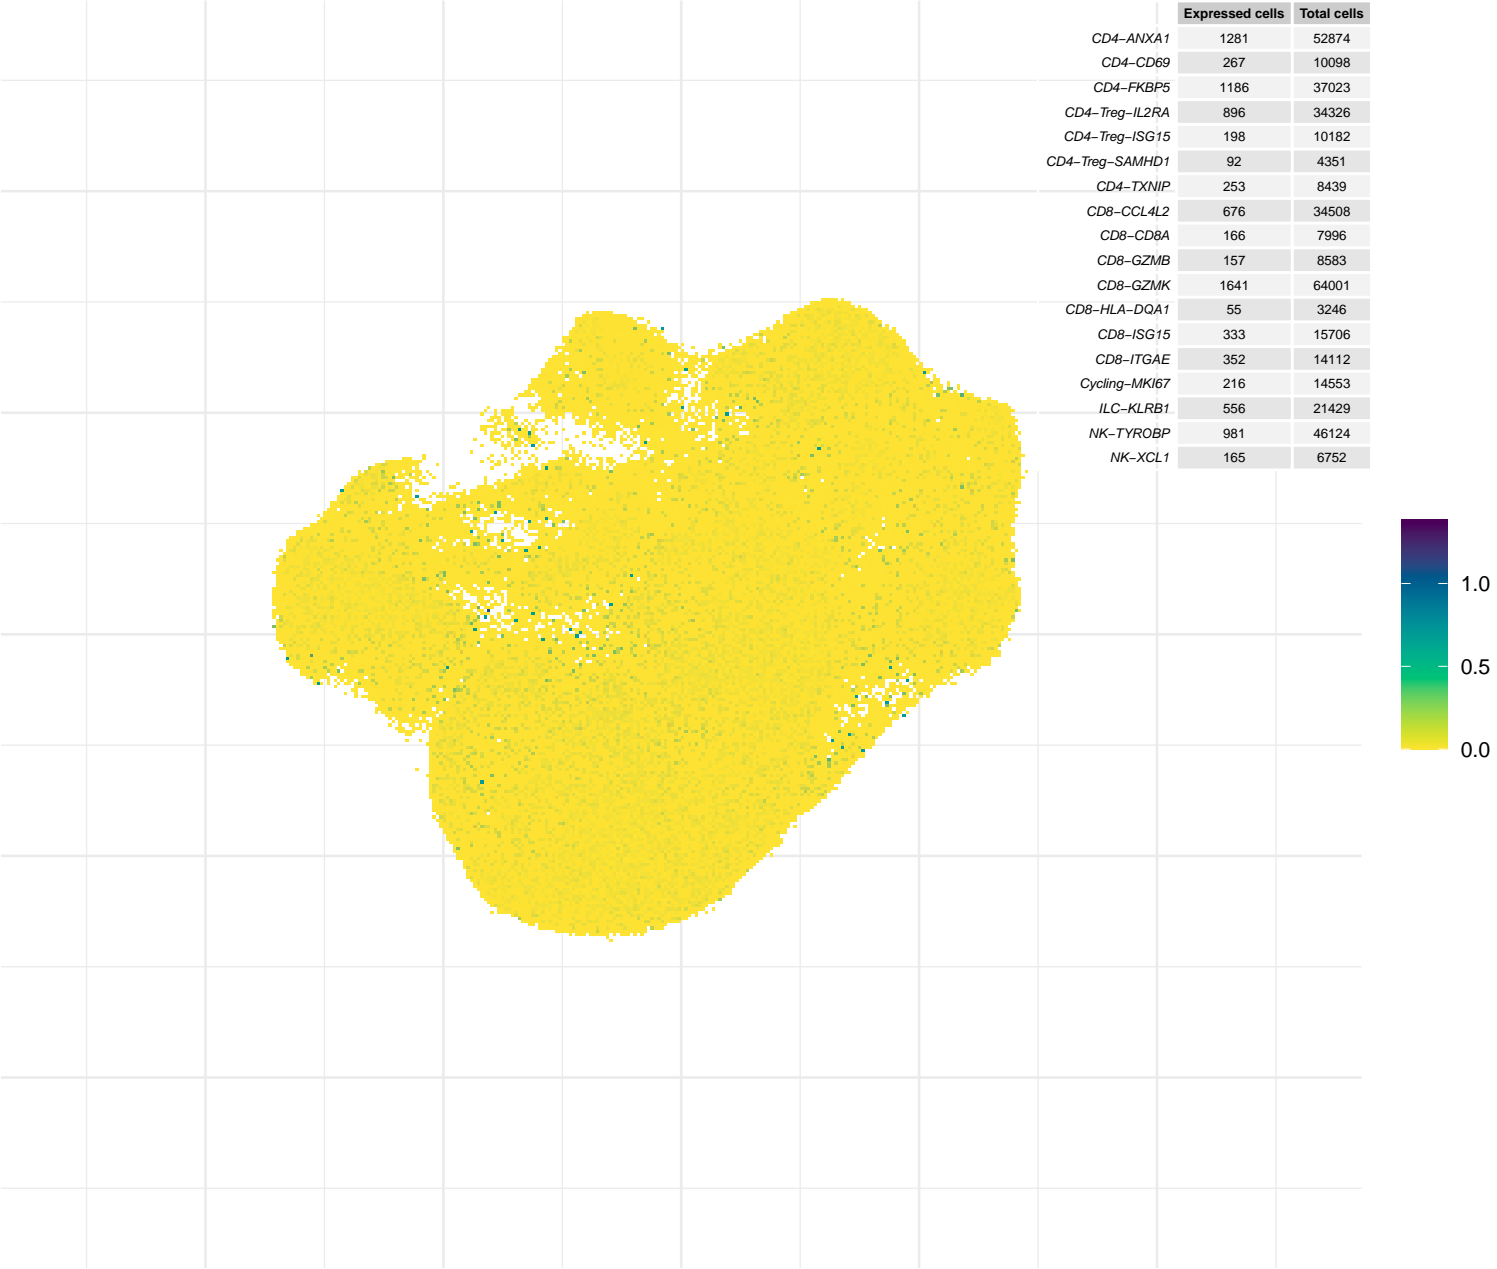 Expressed cells Total cells
CD4−ANXA1 1281 52874
CD4−CD69 267 10098
CD4−FKBP5 1186 37023
CD4−Treg−IL2RA 896 34326
CD4−Treg−ISG15 198 10182
CD4−Treg−SAMHD1 92 4351
CD4−TXNIP 253 8439
CD8−CCL4L2 676 34508
CD8−CD8A 166 7996
CD8−GZMB 157 8583
CD8−GZMK 1641 64001
CD8−HLA−DQA1 55 3246
CD8−ISG15 333 15706
CD8−ITGAE 352 14112
Cycling−MKI67 216 14553
ILC−KLRB1 556 21429
NK−TYROBP 981 46124
NK−XCL1 165 6752
1.0
0.5
0.0